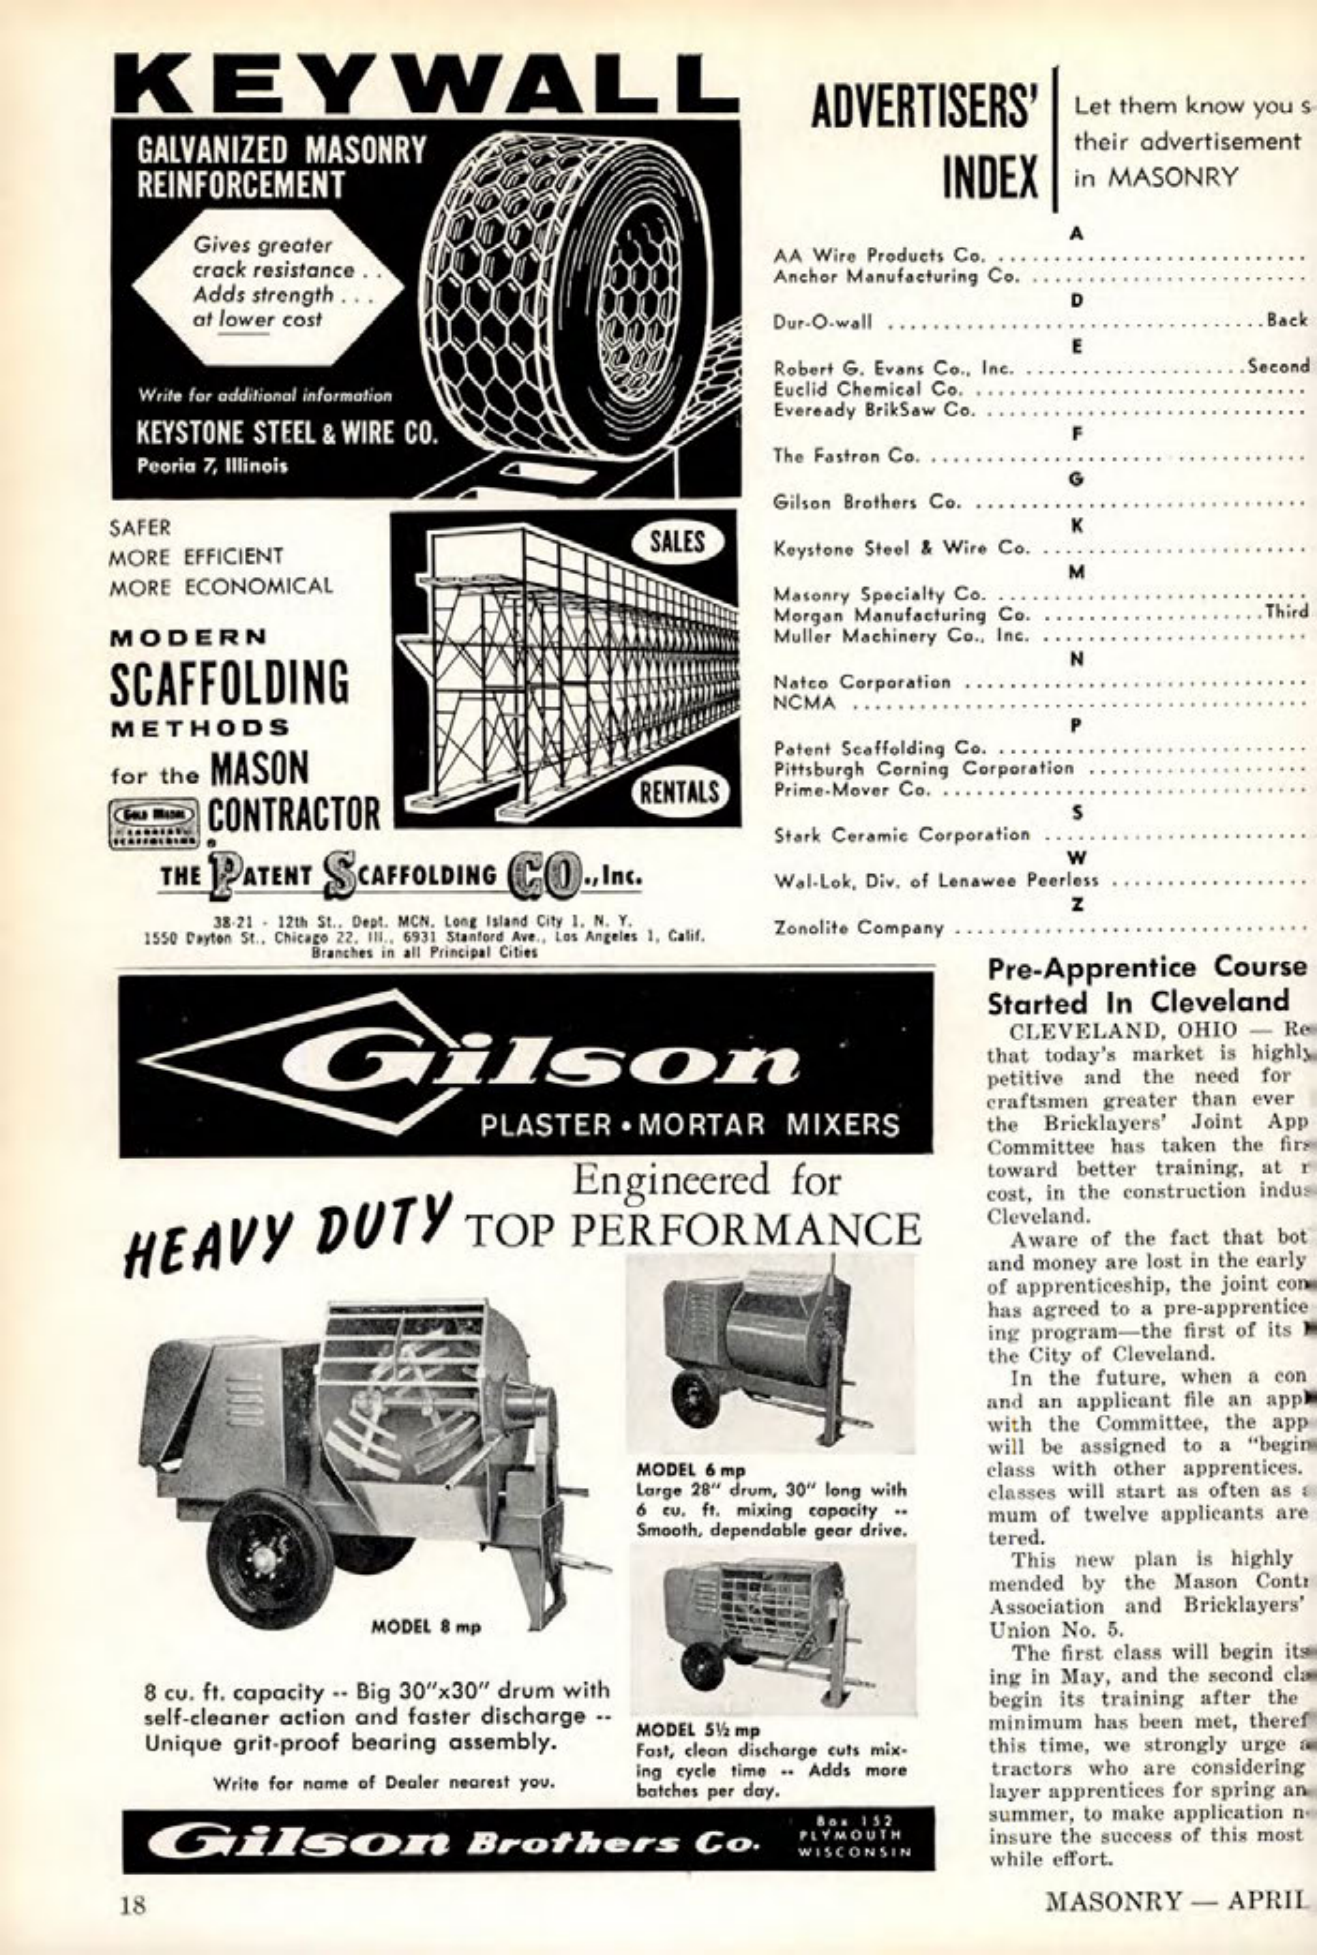 KEYWALL
GALVANIZED MASONRY
REINFORCEMENT
Gives greater
crack resistance . .
Adds strength . . .
at lower cost
Write for additional information
KEYSTONE STEEL & WIRE CO.
Peoria 7, Illinois
SAFER
MORE EFFICIENT
MORE ECONOMICAL
MODERN
SCAFFOLDING
METHODS
for the MASON
CONTRACTOR
SALES
RENTALS
GOLD MEDAL
LADDERS
SCAFFOLDING
THE PATENT SCAFFOLDING CO., Inc.
38-21 - 12th St., Dept. MCN, Long Island City 1, N. Y.
1550 Dayton St., Chicago 22, Ill., 6931 Stanford Ave., Los Angeles 1, Calif.
Branches in all Principal Cities
ADVERTISERS'
INDEX
Let them know you s
their advertisement
in MASONRY
A
AA Wire Products Co. ............................
Anchor Manufacturing Co. .........................
D
Dur-O-wall ..................................Back
E
Robert G. Evans Co., Inc. ....................Second
Euclid Chemical Co. ..............................
Eveready BrikSaw Co. .............................
F
The Fastron Co. ..................................
G
Gilson Brothers Co. ..............................
K
Keystone Steel & Wire Co. ........................
M
Masonry Specialty Co. ............................
Morgan Manufacturing Co. ....................Third
Muller Machinery Co., Inc. ........................
N
Natco Corporation ...............................
NCMA .........................................
P
Patent Scaffolding Co. ............................
Pittsburgh Corning Corporation ....................
Prime-Mover Co. .................................
S
Stark Ceramic Corporation ........................
W
Wal-Lok, Div. of Lenawee Peerless ..................
Z
Zonolite Company ................................
Gilson
PLASTER • MORTAR MIXERS
HEAVY DUTY
Engineered for
TOP PERFORMANCE
MODEL 8 mp
8 cu. ft. capacity -- Big 30"x30" drum with
self-cleaner action and faster discharge --
Unique grit-proof bearing assembly.
Write for name of Dealer nearest you.
MODEL 6 mp
Large 28" drum, 30" long with
6 cu. ft. mixing capacity --
Smooth, dependable gear drive.
MODEL 5½ mp
Fast, clean discharge cuts mix-
ing cycle time -- Adds more
batches per day.
Gilson Brothers Co.
Box 152
PLYMOUTH
WISCONSIN
Pre-Apprentice Course
Started In Cleveland
CLEVELAND, OHIO — Re
that today's market is highly
petitive and the need for
craftsmen greater than ever
the Bricklayers' Joint App
Committee has taken the firs
toward better training, at r
cost, in the construction indus
Cleveland.
Aware of the fact that bot
and money are lost in the early
of apprenticeship, the joint com
has agreed to a pre-apprentice
ing program—the first of its
the City of Cleveland.
In the future, when a con
and an applicant file an appl
with the Committee, the app
will be assigned to a "begin
class with other apprentices.
classes will start as often as
mum of twelve applicants are
tered.
This new plan is highly
mended by the Mason Contr
Association and Bricklayers'
Union No. 5.
The first class will begin its
ing in May, and the second cla
begin its training after the
minimum has been met, theref
this time, we strongly urge a
tractors who are considering
layer apprentices for spring an
summer, to make application n
insure the success of this most
while effort.
18
MASONRY — APRIL